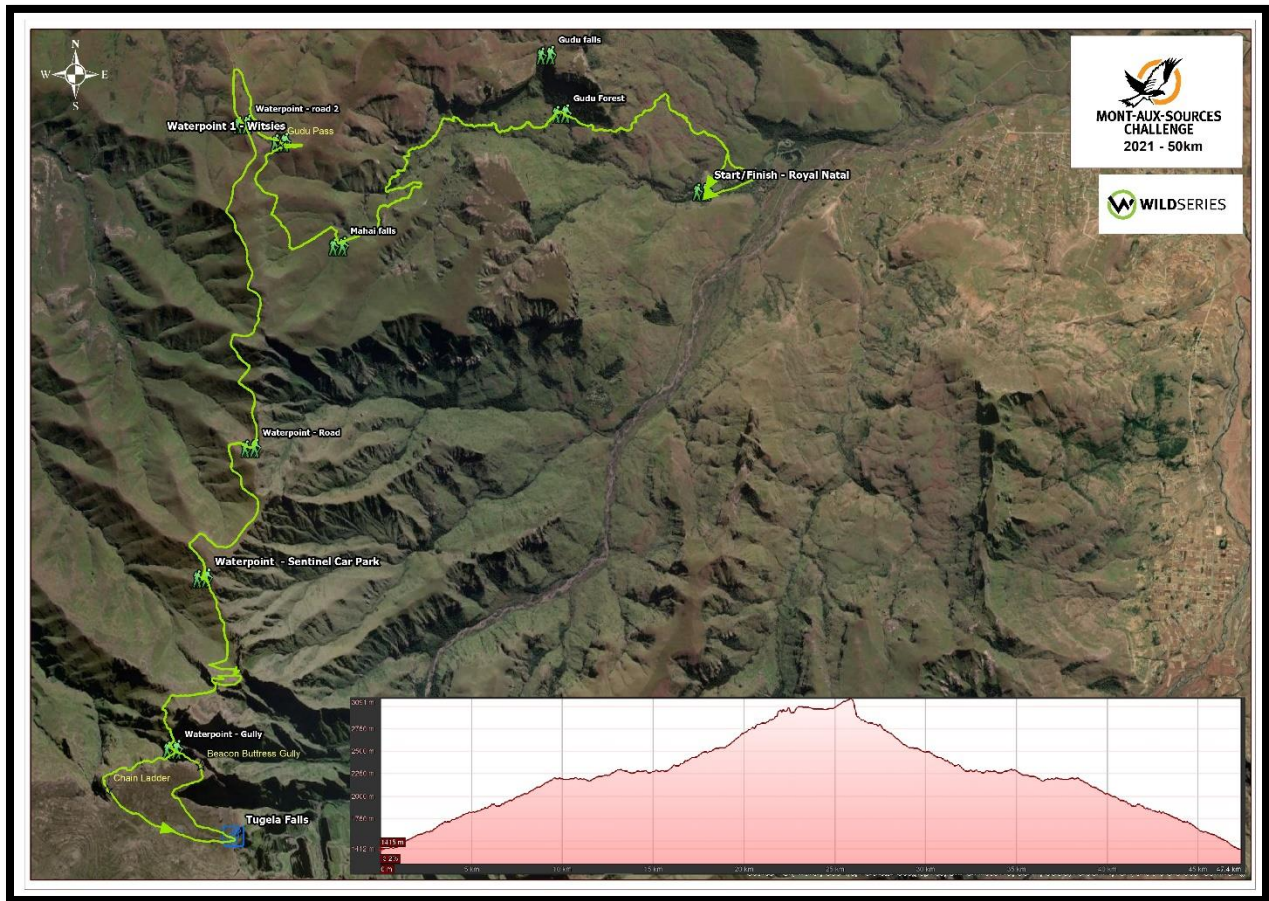 N
W E
S
Gudu falls
MONT-AUX-SOURCES
CHALLENGE
2021 - 50km
WILDSERIES
Gudu Forest
Waterpoint - road 2
Waterpoint 1 - Witsies
Gudu Pass
Start/Finish - Royal Natal
Mahai falls
Waterpoint - Road
Waterpoint - Sentinel Car Park
Waterpoint - Gully
Beacon Buttress Gully
Chain Ladder
Tugela Falls
2500 m
2250 m
2000 m
1750 m
1415 m
0 m
5 km
10 km
15 km
20 km
25 km
30 km
35 km
40 km
45 km
47.4 km